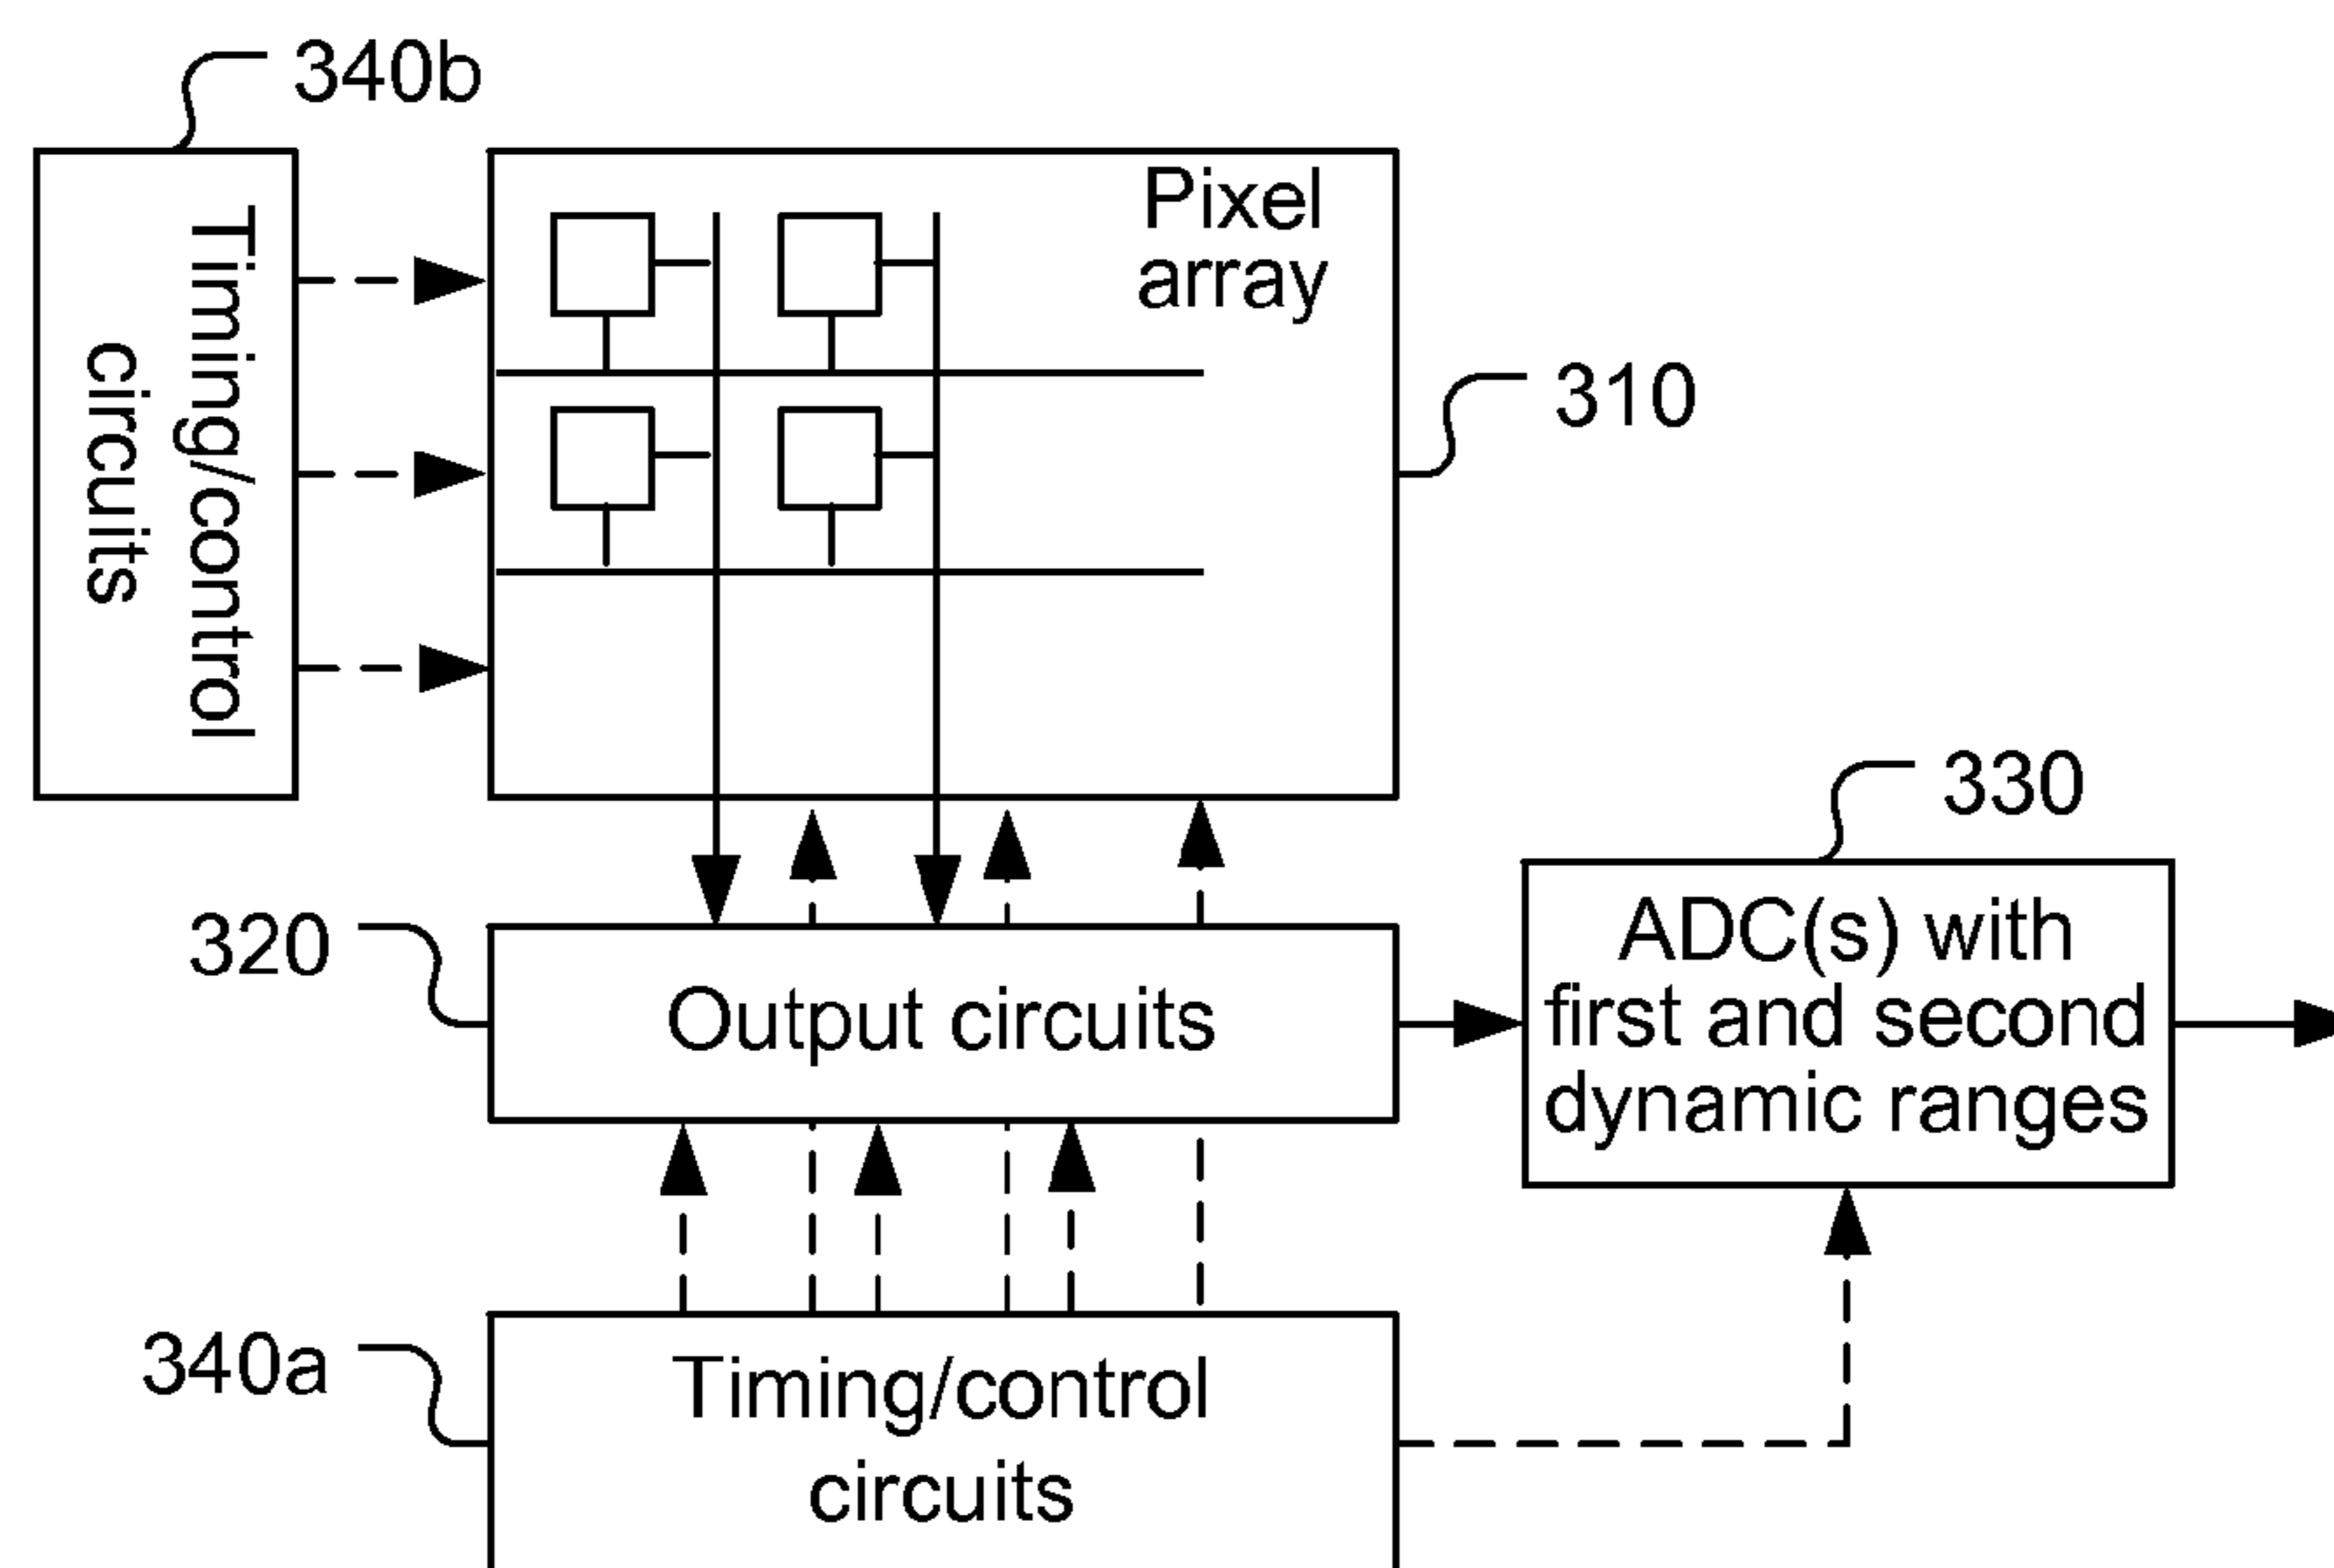 340b
Timing/control
circuits
Pixel
array
310
330
320
Output circuits
ADC(s) with
first and second
dynamic ranges
340a
Timing/control
circuits